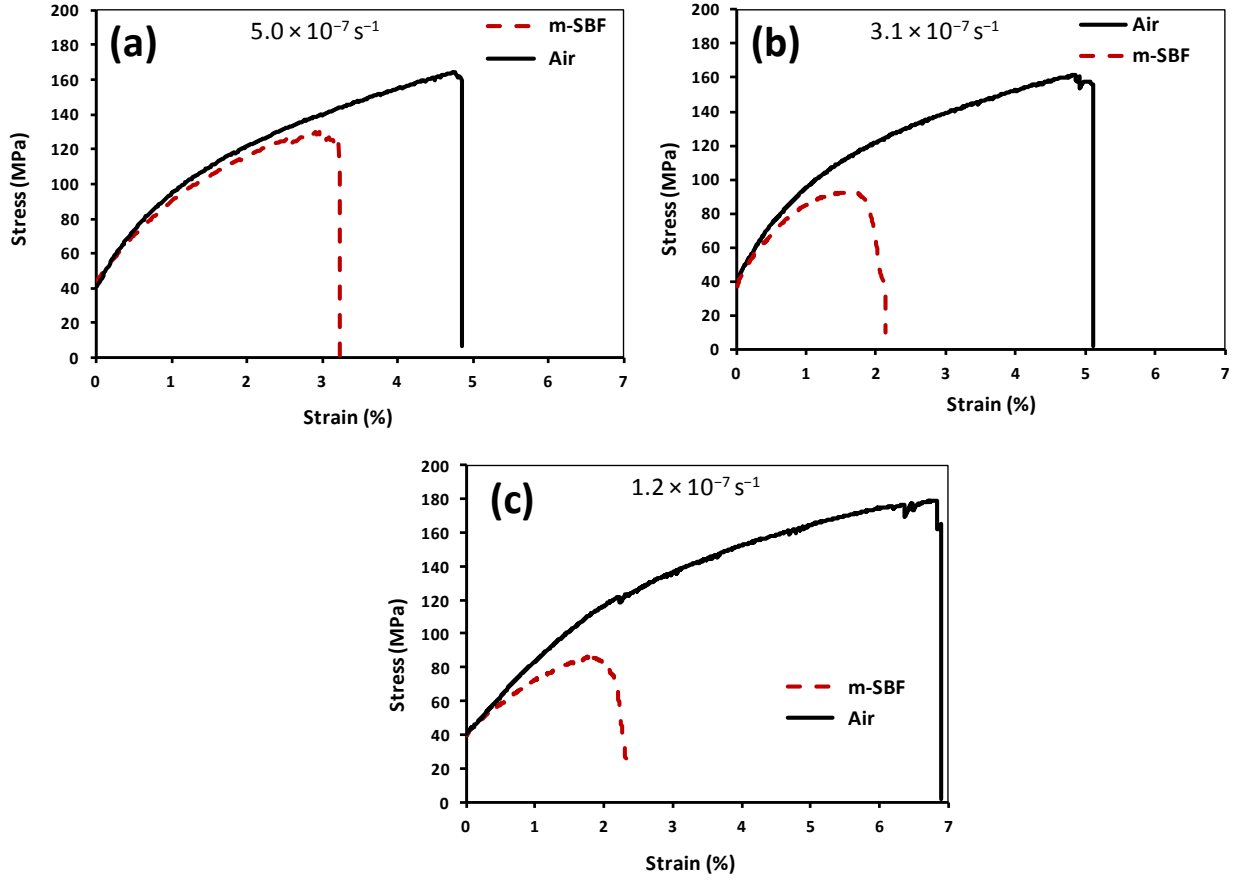 (a)
5.0 × 10⁻⁷ s⁻¹
m-SBF
Air
200
180
160
140
120
100
80
60
40
20
0
Stress (MPa)
0 1 2 3 4 5 6 7
Strain (%)
(b)
3.1 × 10⁻⁷ s⁻¹
Air
m-SBF
200
180
160
140
120
100
80
60
40
20
0
Stress (MPa)
0 1 2 3 4 5 6 7
Strain (%)
(c)
1.2 × 10⁻⁷ s⁻¹
m-SBF
Air
200
180
160
140
120
100
80
60
40
20
0
Stress (MPa)
0 1 2 3 4 5 6 7
Strain (%)